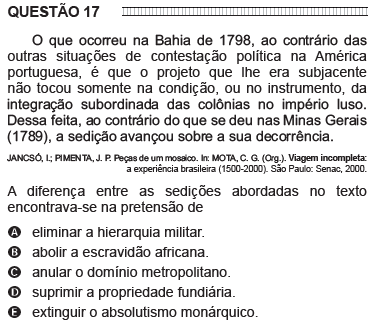 QUESTÃO 17
O que ocorreu na Bahia de 1798, ao contrário das
outras situações de contestação política na América
portuguesa, é que o projeto que lhe era subjacente
não tocou somente na condição, ou no instrumento, da
integração subordinada das colônias no império luso.
Dessa feita, ao contrário do que se deu nas Minas Gerais
(1789), a sedição avançou sobre a sua decorrência.
JANCSÓ, I.; PIMENTA, J. P. Peças de um mosaico. In: MOTA, C. G. (Org.). Viagem incompleta:
a experiência brasileira (1500-2000). São Paulo: Senac, 2000.
A diferença entre as sedições abordadas no texto
encontrava-se na pretensão de
A eliminar a hierarquia militar.
B abolir a escravidão africana.
C anular o domínio metropolitano.
D suprimir a propriedade fundiária.
E extinguir o absolutismo monárquico.